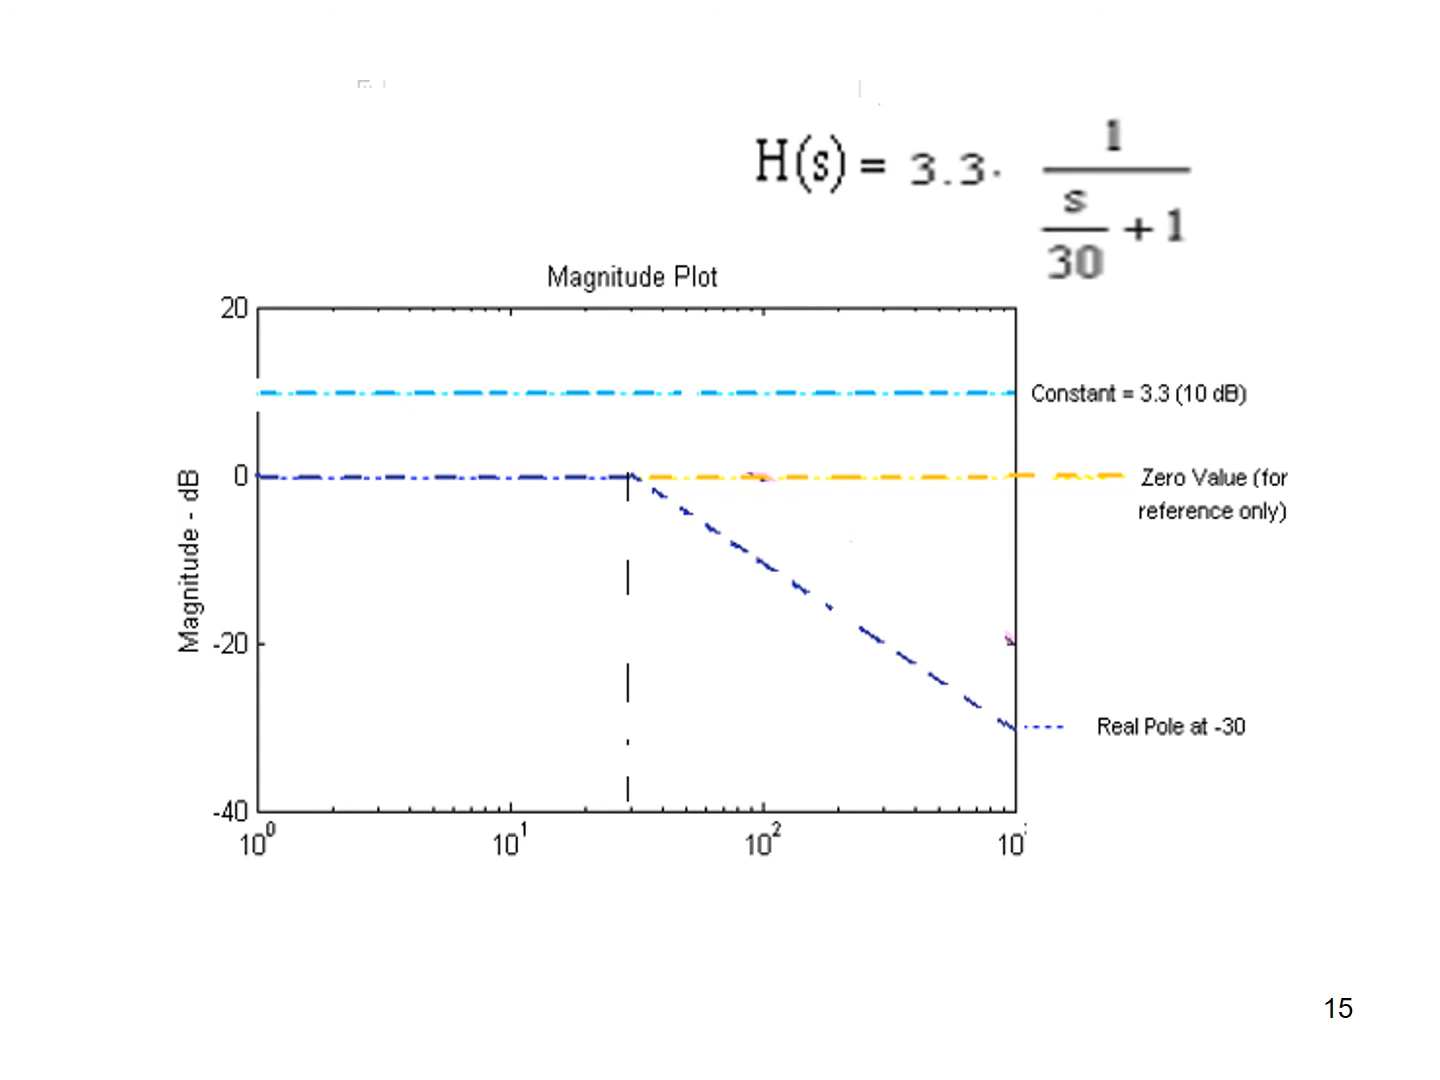 H(s) = 3.3· 1 / (s/30 + 1)
Magnitude Plot
20
0
-20
-40
Magnitude - dB
10^0
10^1
10^2
10
Constant = 3.3 (10 dB)
Zero Value (for
reference only)
Real Pole at -30
15